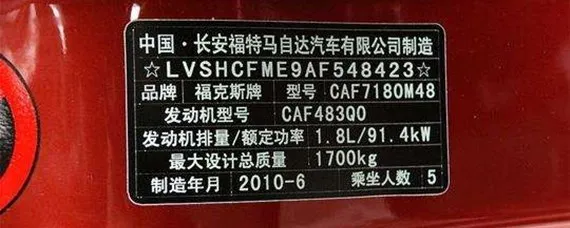 中国·长安福特马自达汽车有限公司制造
☆LVSHCFME9AF548423☆
品牌 福克斯牌 型号 CAF7180M48
发动机型号 CAF483Q0
发动机排量/额定功率 1.8L/91.4kW
最大设计总质量 1700kg
制造年月 2010-6 乘坐人数 5